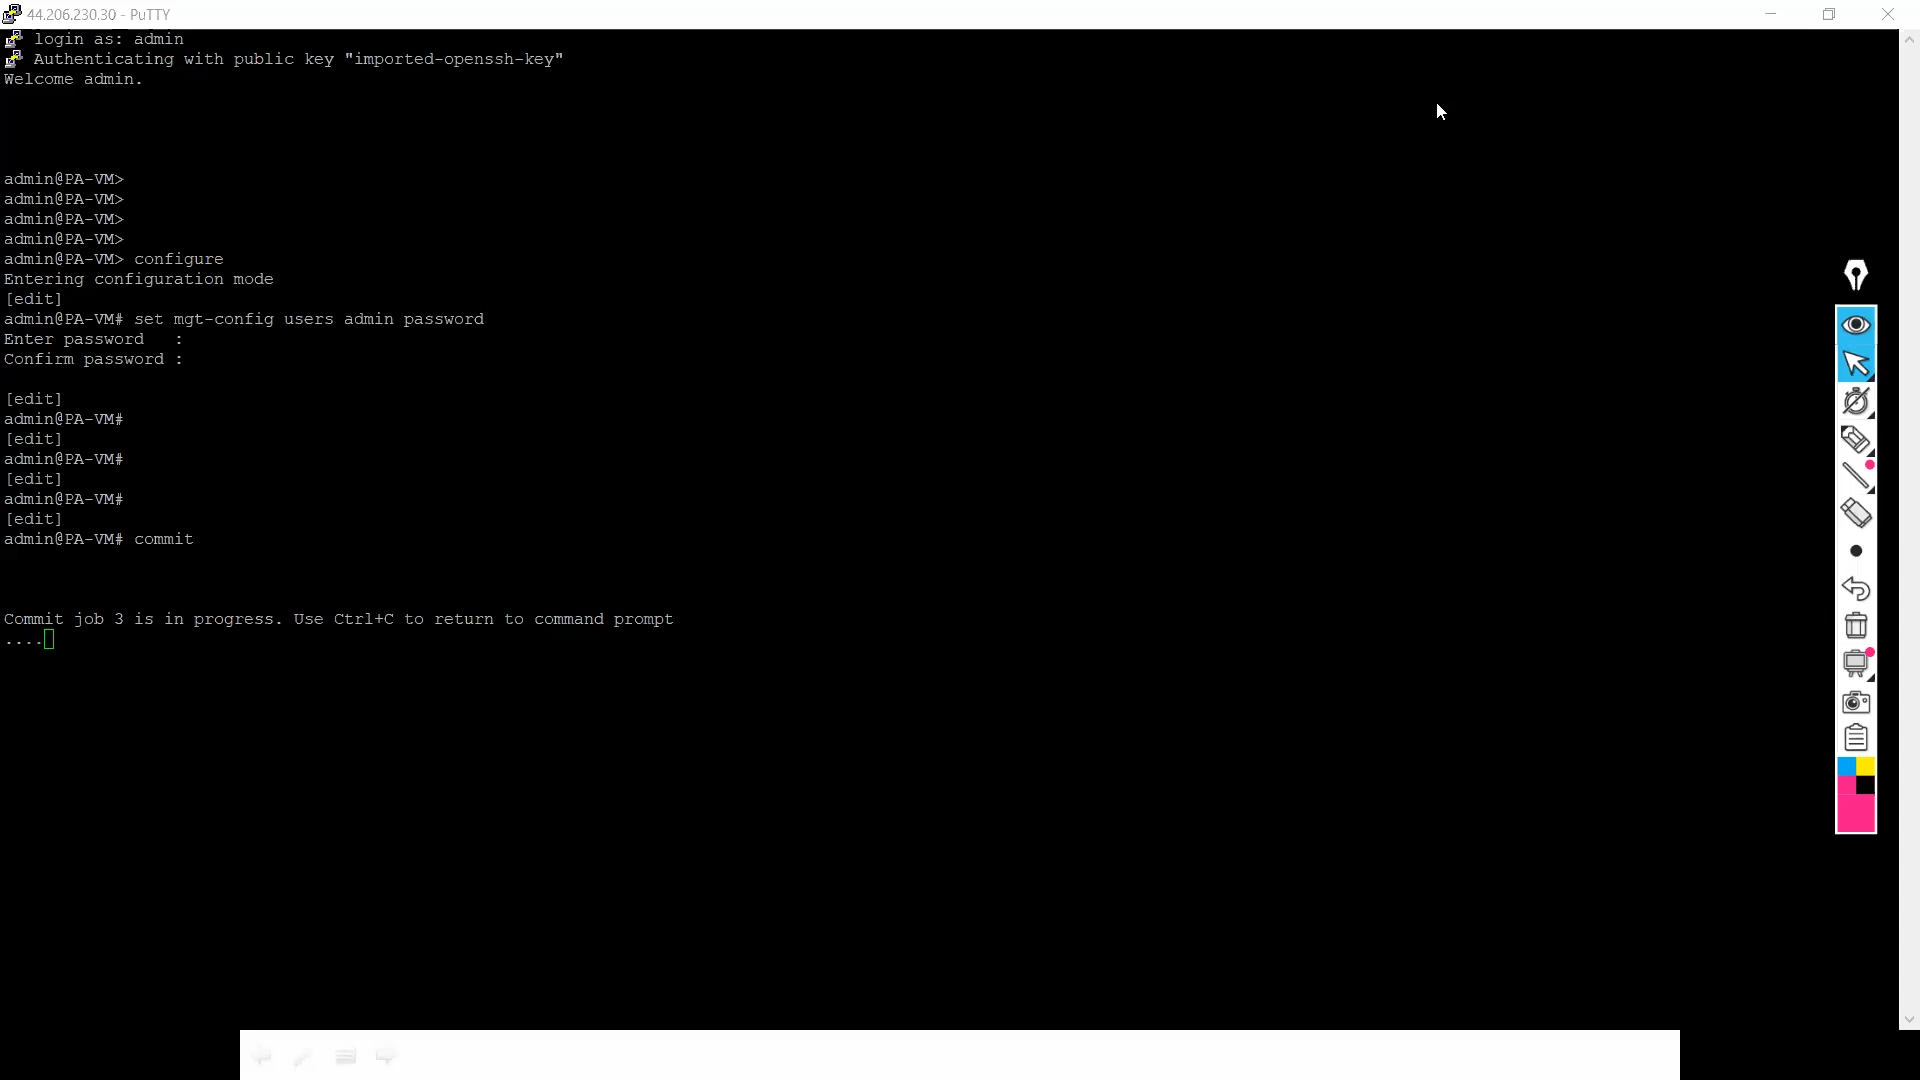 44.206.230.30 - PuTTY
login as: admin
Authenticating with public key "imported-openssh-key"
Welcome admin.
admin@PA-VM>
admin@PA-VM>
admin@PA-VM>
admin@PA-VM>
admin@PA-VM> configure
Entering configuration mode
[edit]
admin@PA-VM# set mgt-config users admin password
Enter password   :
Confirm password :
[edit]
admin@PA-VM#
[edit]
admin@PA-VM#
[edit]
admin@PA-VM#
[edit]
admin@PA-VM# commit
Commit job 3 is in progress. Use Ctrl+C to return to command prompt
....